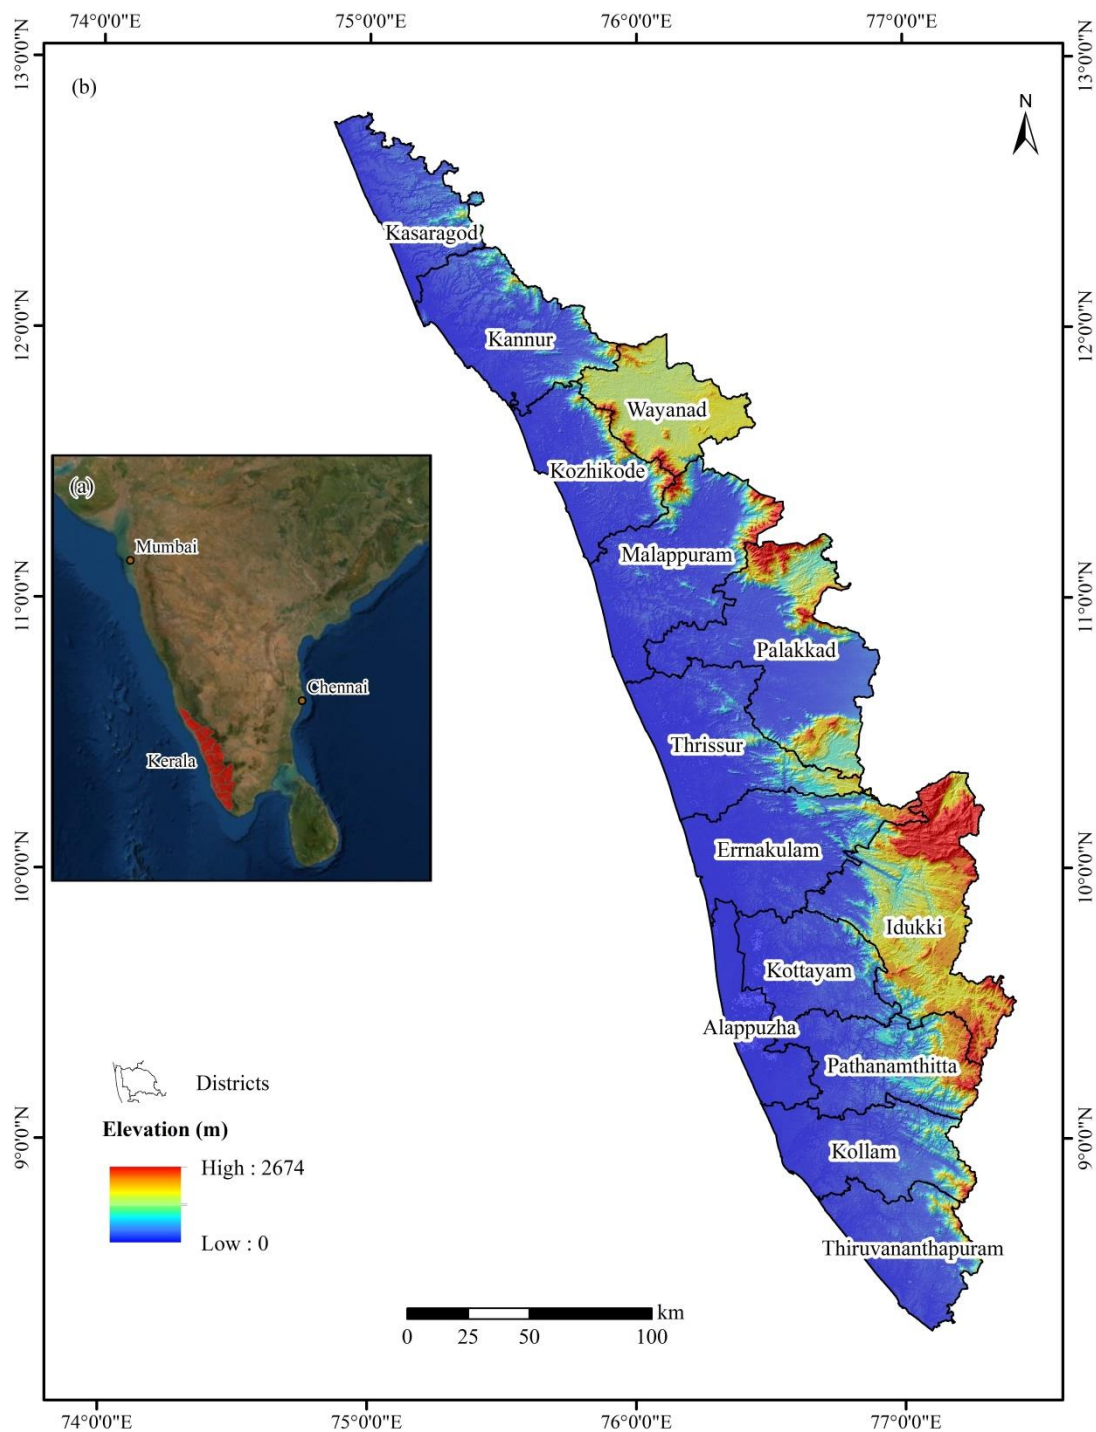 74°0'0"E
75°0'0"E
76°0'0"E
77°0'0"E
13°0'0"N
13°0'0"N
(b)
N
Kasaragod
12°0'0"N
12°0'0"N
Kannur
Wayanad
Kozhikode
(a)
Mumbai
Malappuram
11°0'0"N
11°0'0"N
Palakkad
Chennai
Thrissur
Kerala
Errnakulam
10°0'0"N
10°0'0"N
Idukki
Kottayam
Alappuzha
Pathanamthitta
Districts
Elevation (m)
9°0'0"N
9°0'0"N
Kollam
High : 2674
Low : 0
Thiruvananthapuram
km
0
25
50
100
74°0'0"E
75°0'0"E
76°0'0"E
77°0'0"E